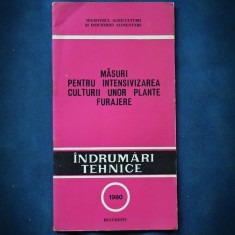 MINISTERUL AGRICULTURII
ȘI INDUSTRIEI ALIMENTARE
MĂSURI
PENTRU INTENSIVIZAREA
CULTURII UNOR PLANTE
FURAJERE
ÎNDRUMĂRI
TEHNICE
1980
BUCUREȘTI